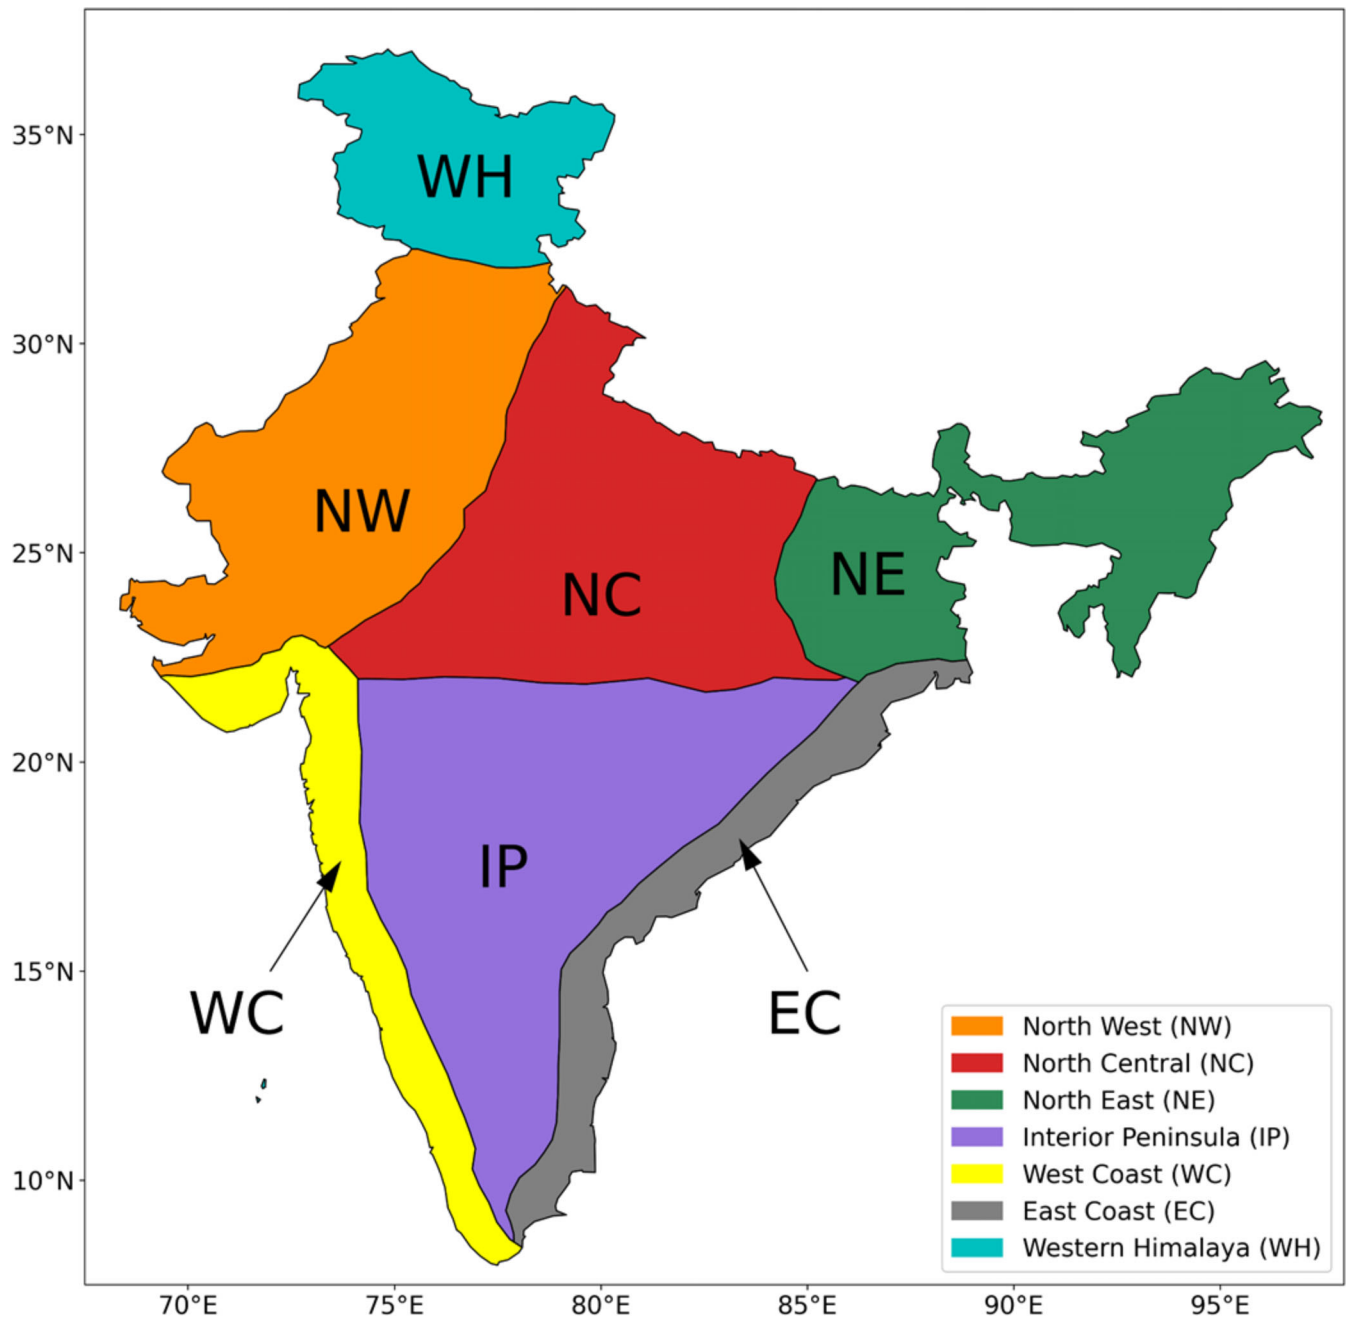 35°N
30°N
25°N
20°N
15°N
10°N
WH
NW
NC
NE
IP
WC
EC
North West (NW)
North Central (NC)
North East (NE)
Interior Peninsula (IP)
West Coast (WC)
East Coast (EC)
Western Himalaya (WH)
70°E 75°E 80°E 85°E 90°E 95°E